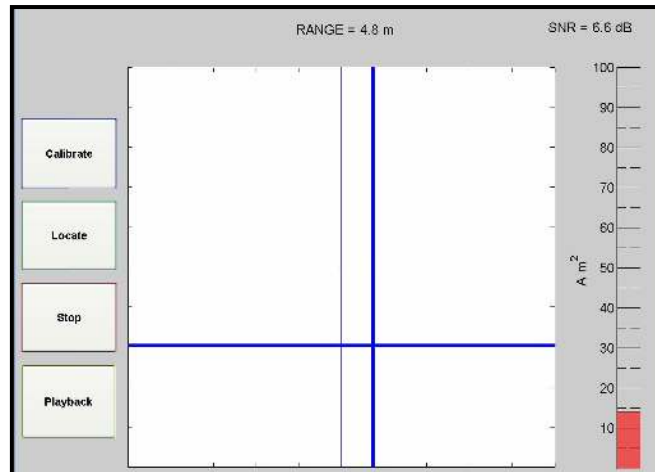 RANGE = 4.8 m
SNR = 6.6 dB
Calibrate
Locate
Stop
Playback
100
90
80
70
60
50
40
30
20
10
A m²